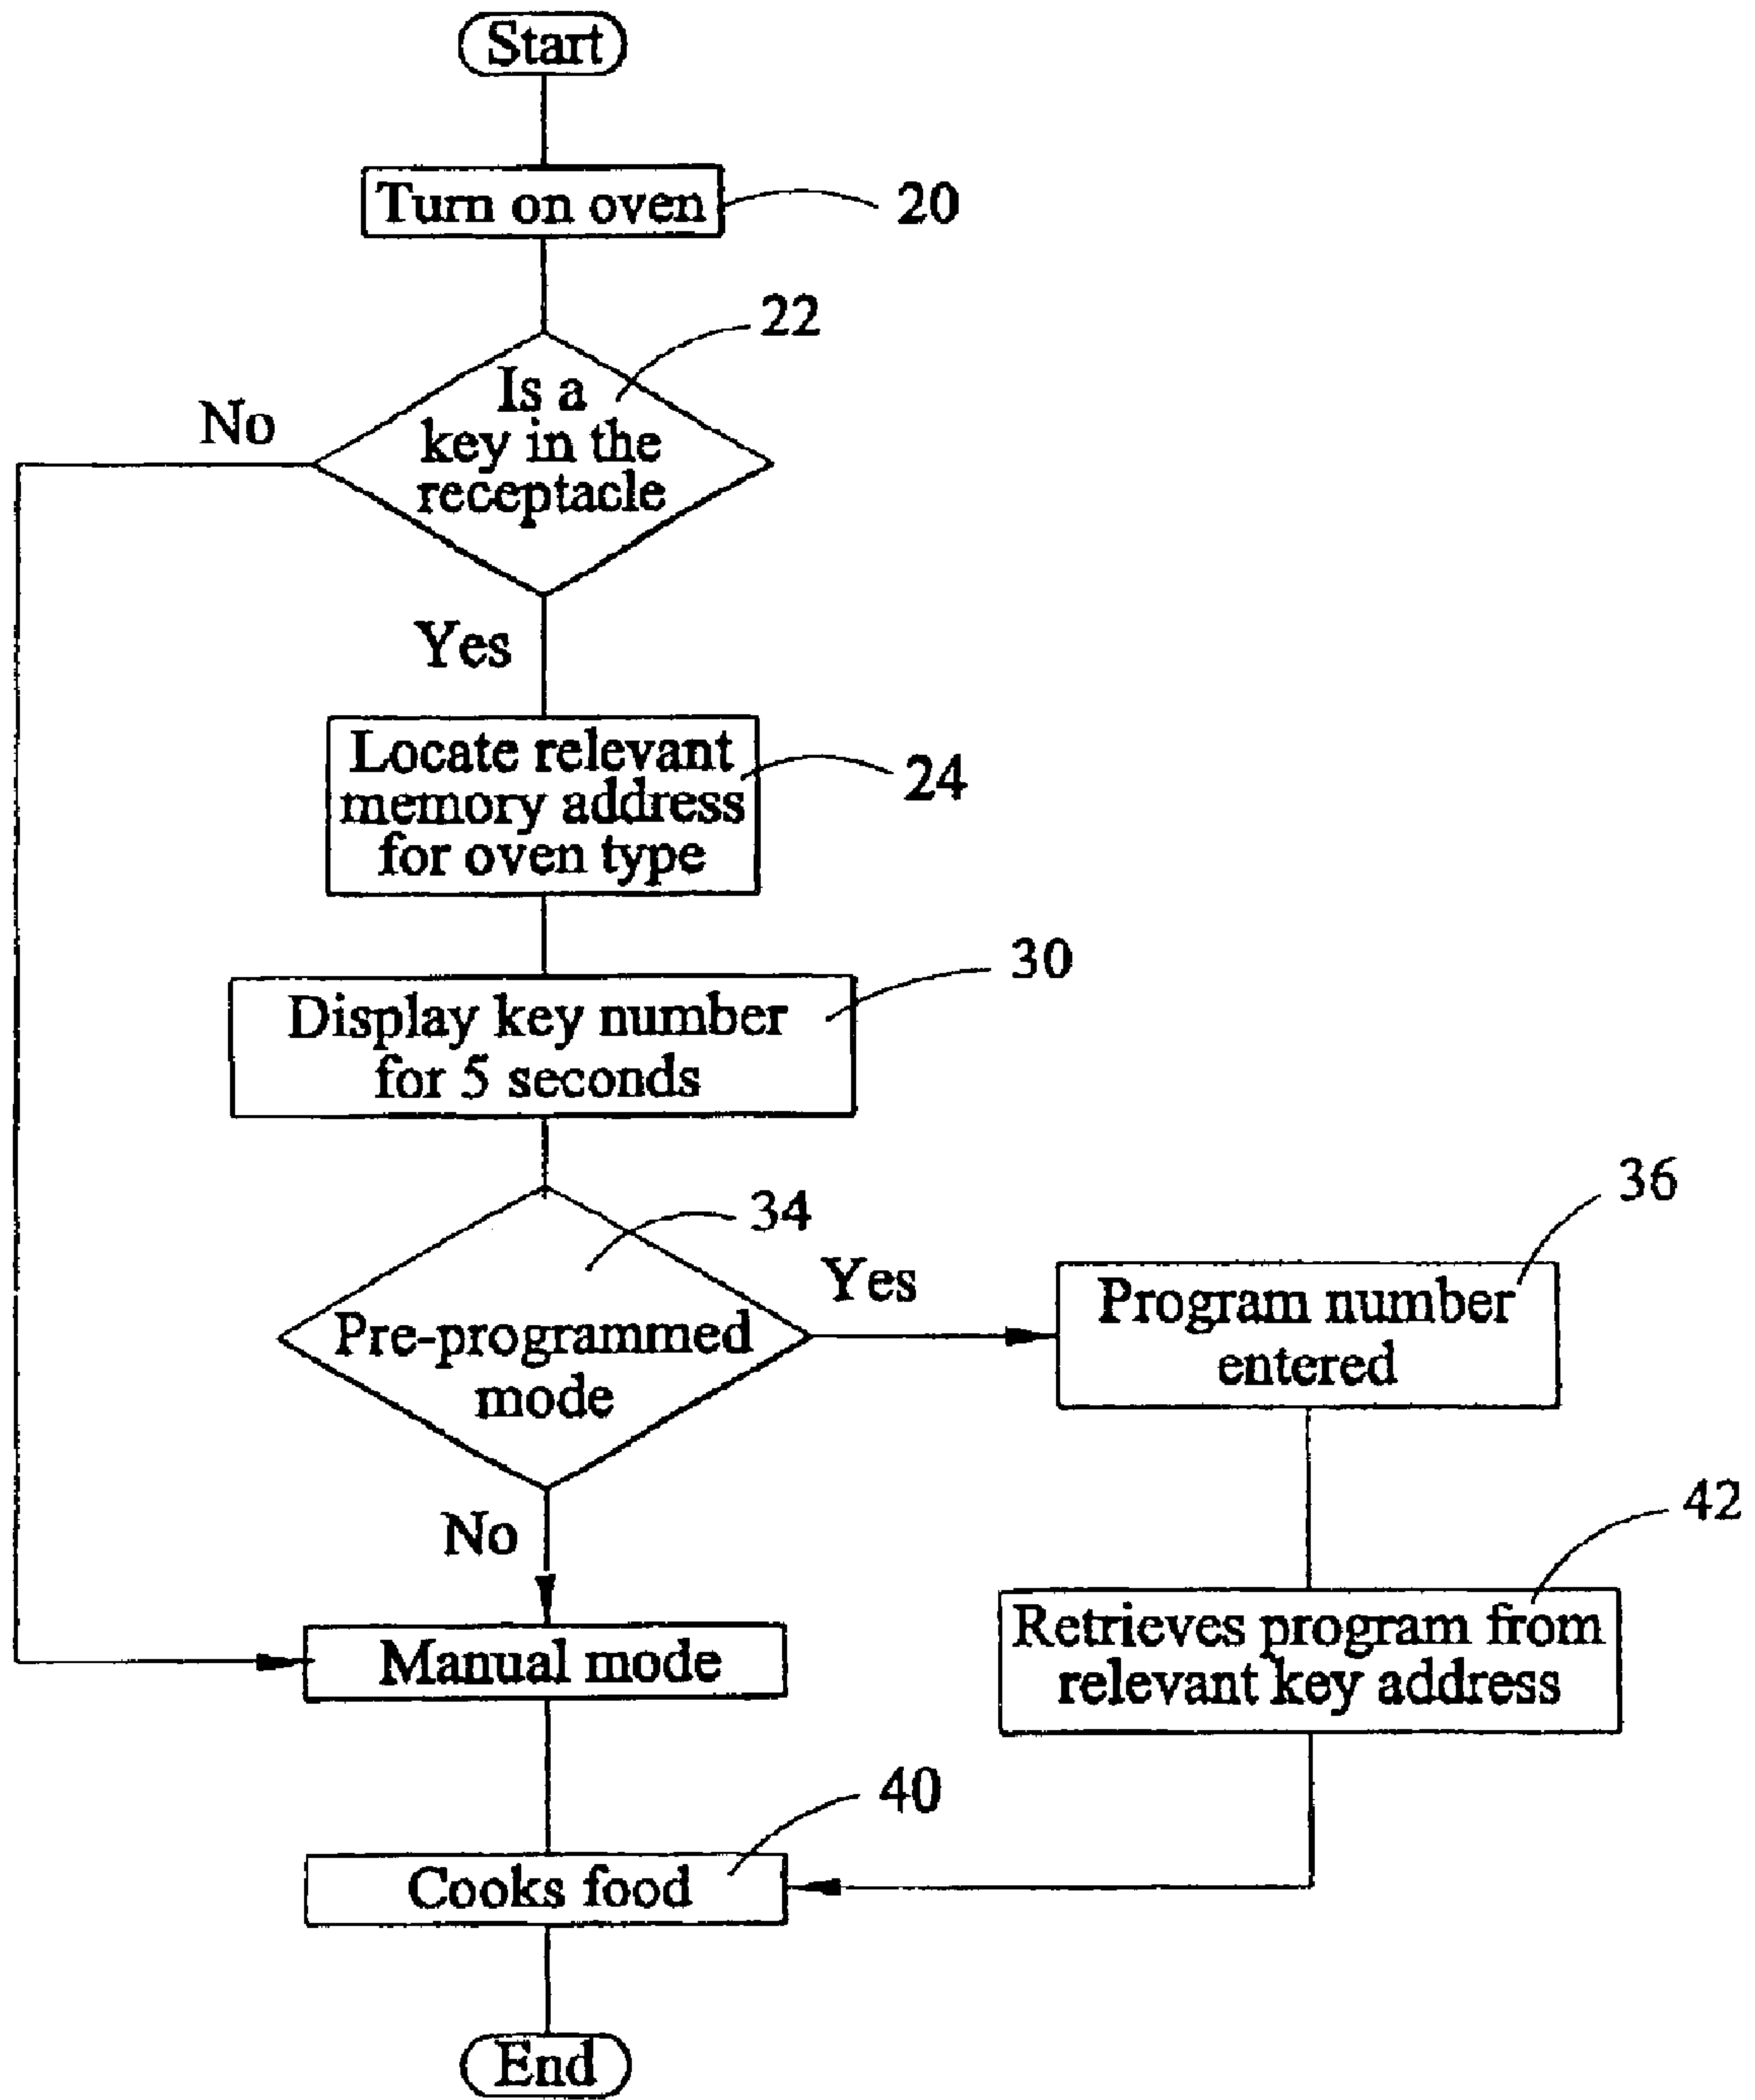 Start
Turn on oven
20
22
Is a
key in the
receptacle
No
Yes
Locate relevant
memory address
for oven type
24
30
Display key number
for 5 seconds
34
Pre-programmed
mode
Yes
36
Program number
entered
No
42
Retrieves program from
relevant key address
Manual mode
40
Cooks food
End